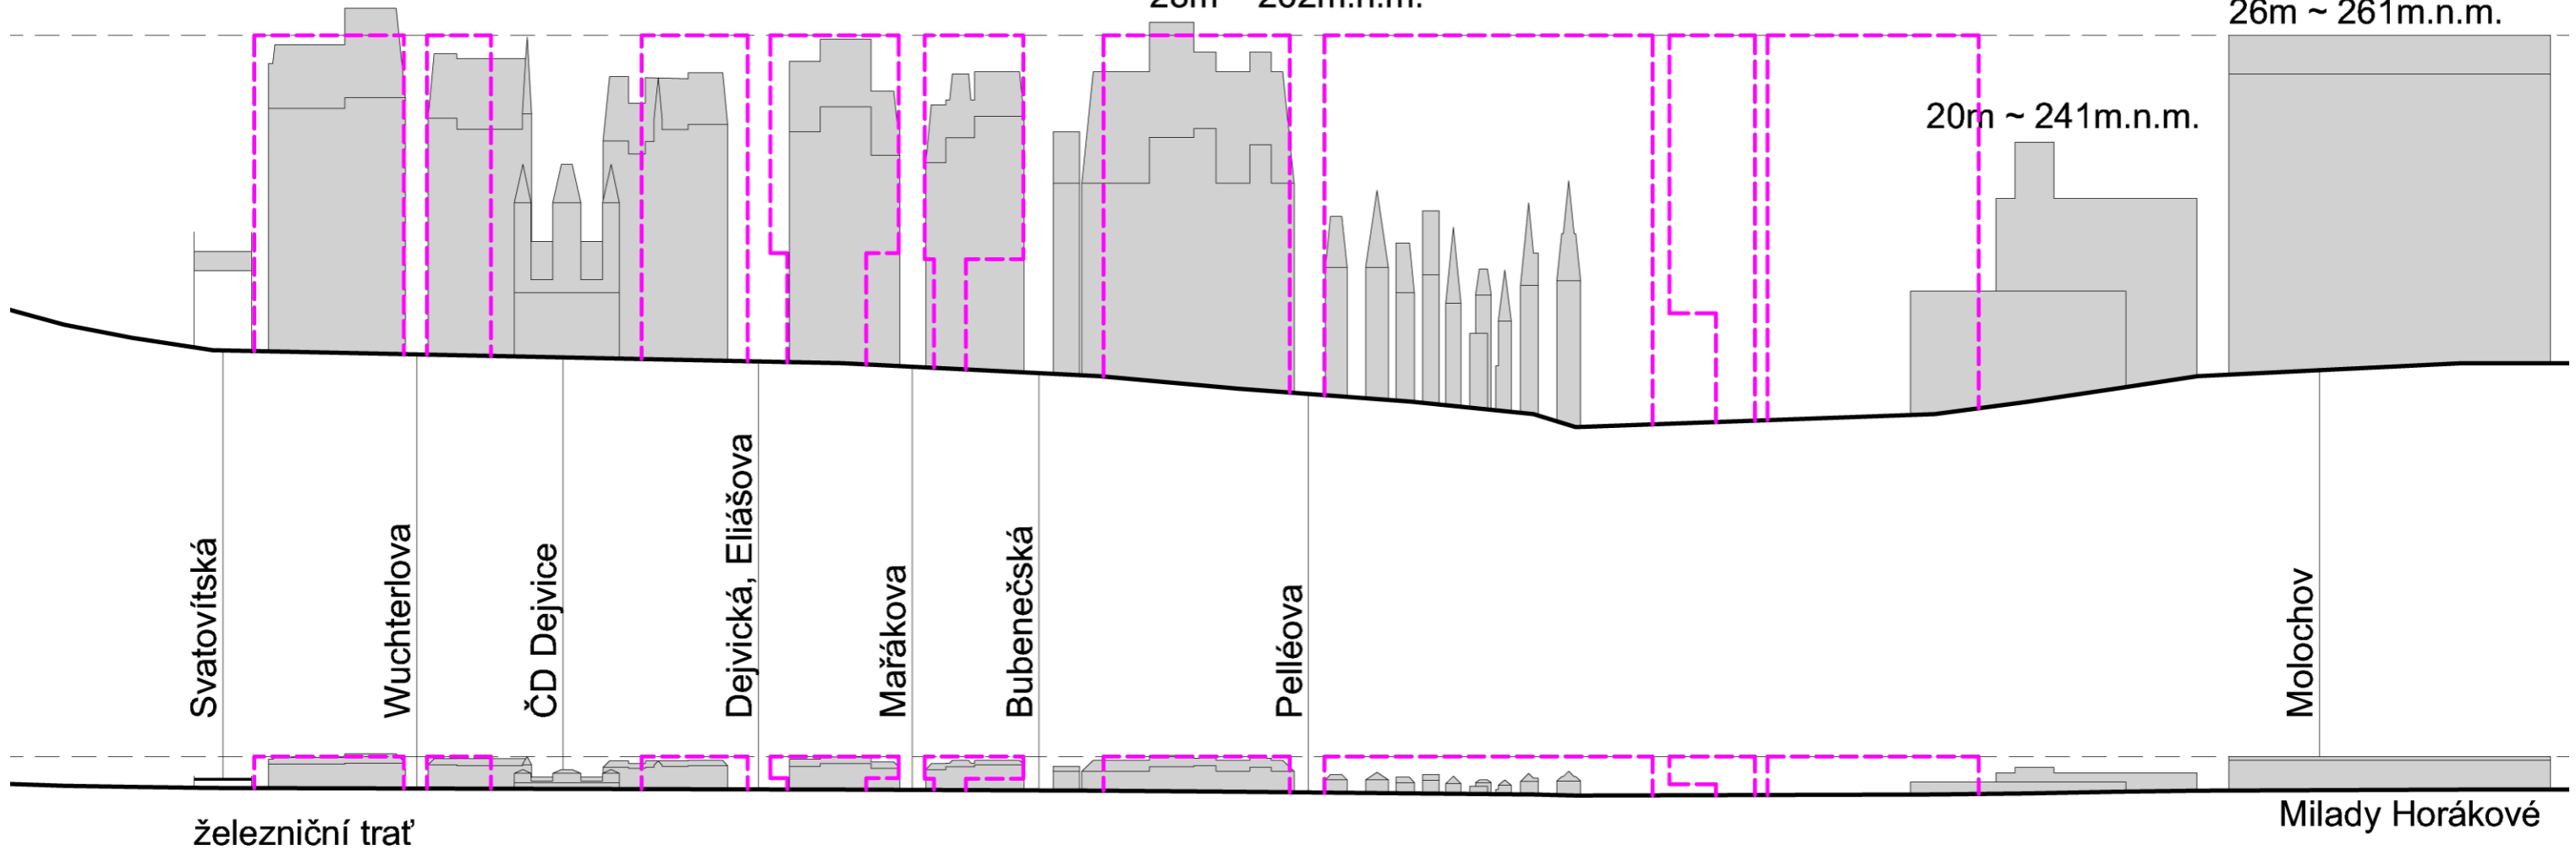 26m ~ 261m.n.m.
20m ~ 241m.n.m.
Svatovítská
Wuchterlova
ČD Dejvice
Dejvická, Eliášova
Mařákova
Bubenečská
Pelléova
Molochov
železniční trať
Milady Horákové